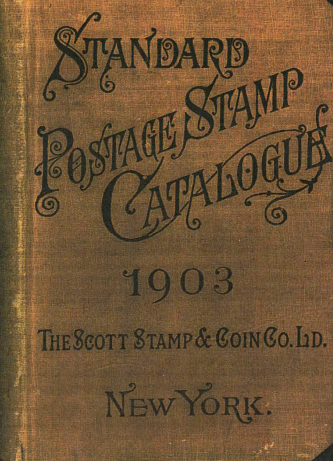 STANDARD
POSTAGE STAMP
CATALOGUE
1903
THE SCOTT STAMP & COIN CO. LD.
NEW YORK.